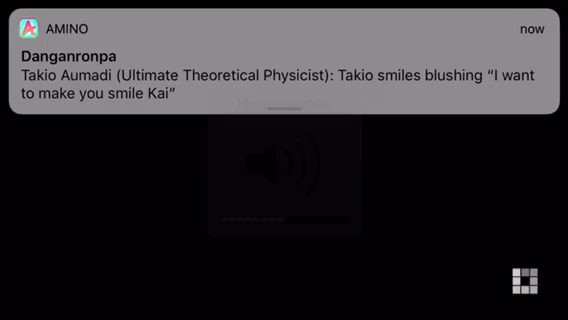 AMINO
now
Danganronpa
Takio Aumadi (Ultimate Theoretical Physicist): Takio smiles blushing “I want
to make you smile Kai”